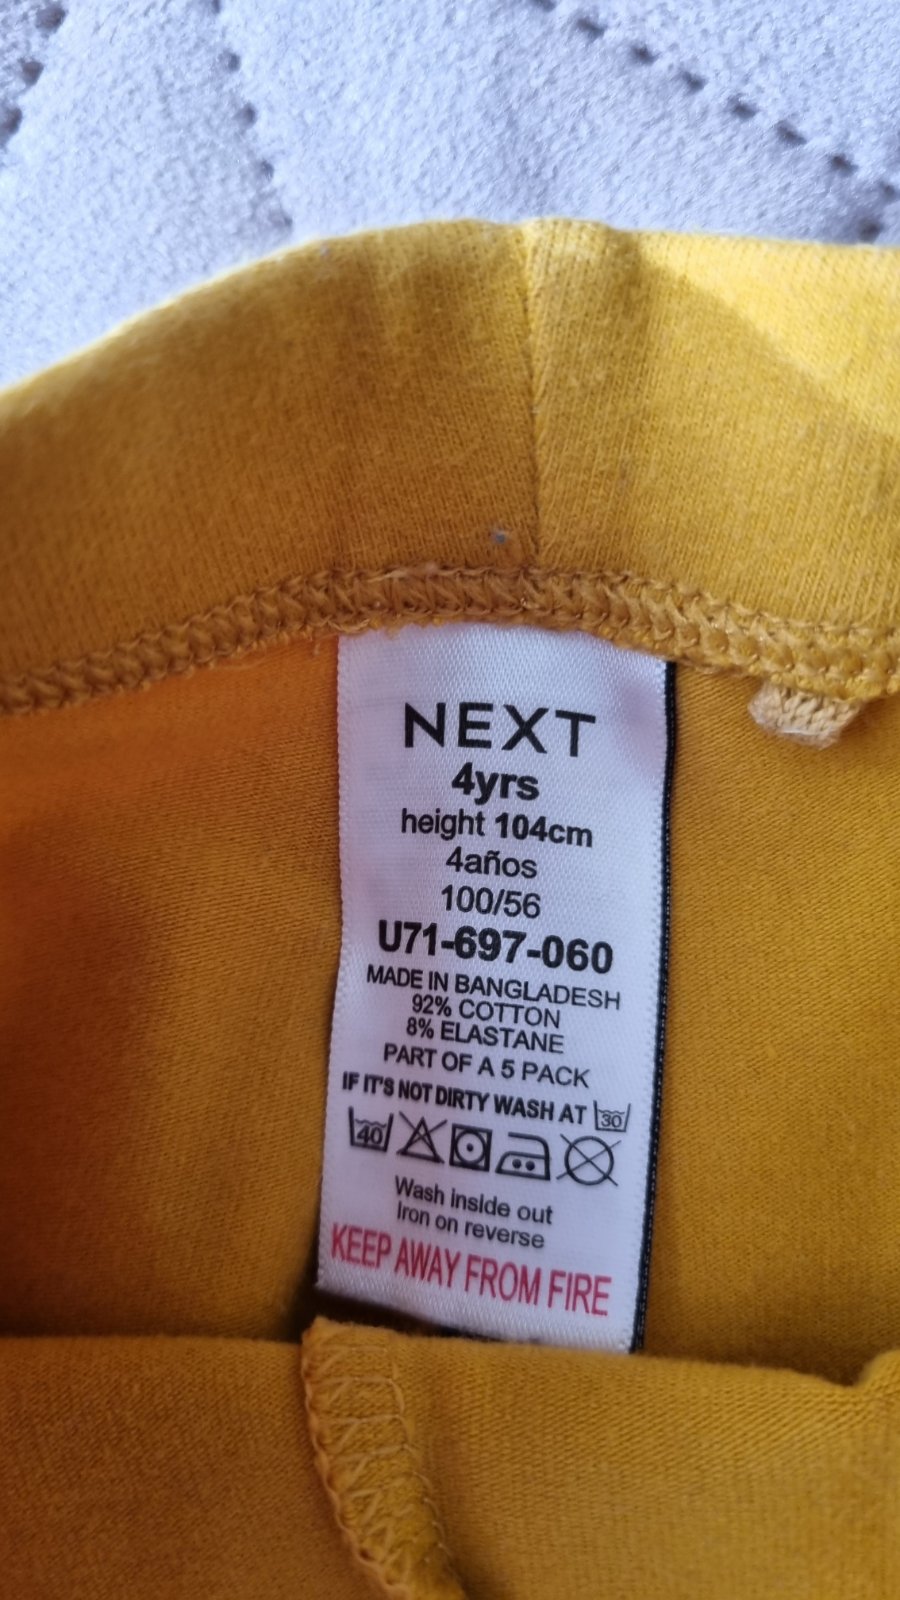 NEXT
4yrs
height 104cm
4años
100/56
U71-697-060
MADE IN BANGLADESH
92% COTTON
8% ELASTANE
PART OF A 5 PACK
IF IT'S NOT DIRTY WASH AT 30
40
Wash inside out
Iron on reverse
KEEP AWAY FROM FIRE